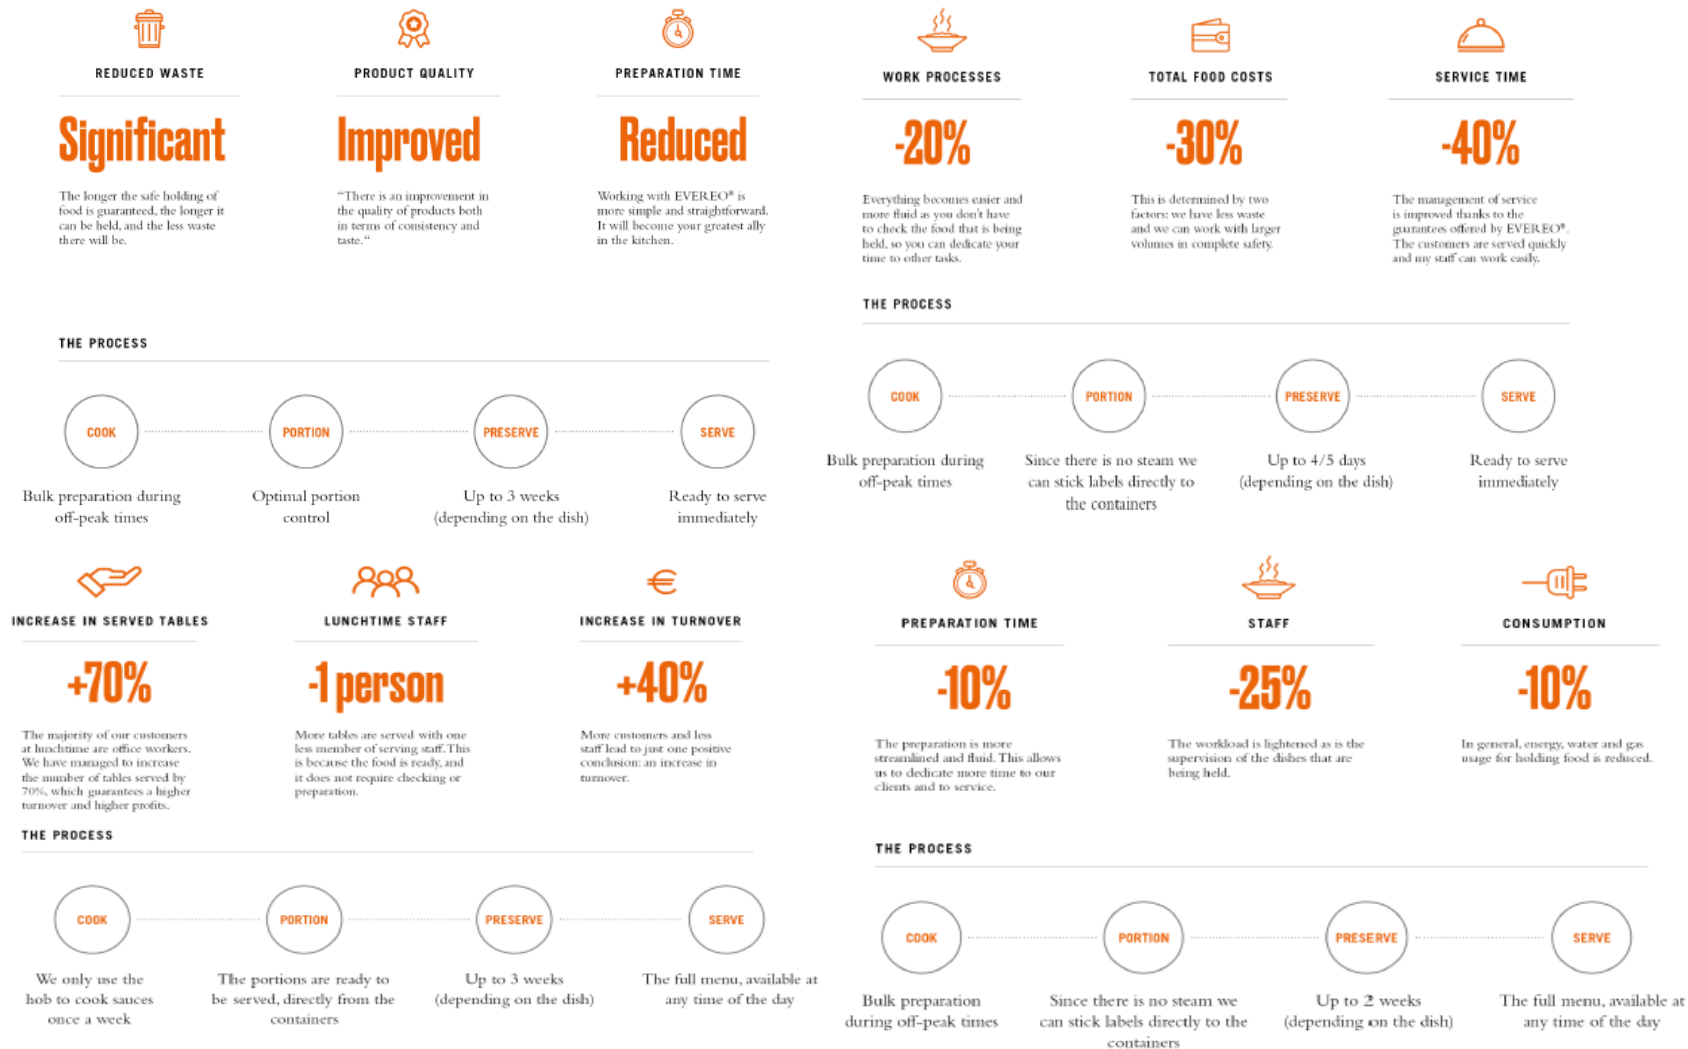 REDUCED WASTE
Significant
The longer the safe holding of
food is guaranteed, the longer it
can be held, and the less waste
there will be.
PRODUCT QUALITY
Improved
“There is an improvement in
the quality of products both
in terms of consistency and
taste.“
PREPARATION TIME
Reduced
Working with EVEREO® is
more simple and straightforward.
It will become your greatest ally
in the kitchen.
THE PROCESS
COOK
Bulk preparation during
off-peak times
PORTION
Optimal portion
control
PRESERVE
Up to 3 weeks
(depending on the dish)
SERVE
Ready to serve
immediately
WORK PROCESSES
-20%
Everything becomes easier and
more fluid as you don't have
to check the food that is being
held, so you can dedicate your
time to other tasks.
TOTAL FOOD COSTS
-30%
This is determined by two
factors: we have less waste
and we can work with larger
volumes in complete safety.
SERVICE TIME
-40%
The management of service
is improved thanks to the
guarantees offered by EVEREO®.
The customers are served quickly
and my staff can work easily.
THE PROCESS
COOK
Bulk preparation during
off-peak times
PORTION
Since there is no steam we
can stick labels directly to
the containers
PRESERVE
Up to 4/5 days
(depending on the dish)
SERVE
Ready to serve
immediately
INCREASE IN SERVED TABLES
+70%
The majority of our customers
at lunchtime are office workers.
We have managed to increase
the number of tables served by
70%, which guarantees a higher
turnover and higher profits.
LUNCHTIME STAFF
-1 person
More tables are served with one
less member of serving staff. This
is because the food is ready, and
it does not require checking or
preparation.
INCREASE IN TURNOVER
+40%
More customers and less
staff lead to just one positive
conclusion: an increase in
turnover.
THE PROCESS
COOK
We only use the
hob to cook sauces
once a week
PORTION
The portions are ready to
be served, directly from the
containers
PRESERVE
Up to 3 weeks
(depending on the dish)
SERVE
The full menu, available at
any time of the day
PREPARATION TIME
-10%
The preparation is more
streamlined and fluid. This allows
us to dedicate more time to our
clients and to service.
STAFF
-25%
The workload is lightened as is the
supervision of the dishes that are
being held.
CONSUMPTION
-10%
In general, energy, water and gas
usage for holding food is reduced.
THE PROCESS
COOK
Bulk preparation
during off-peak times
PORTION
Since there is no steam we
can stick labels directly to the
containers
PRESERVE
Up to 2 weeks
(depending on the dish)
SERVE
The full menu, available at
any time of the day